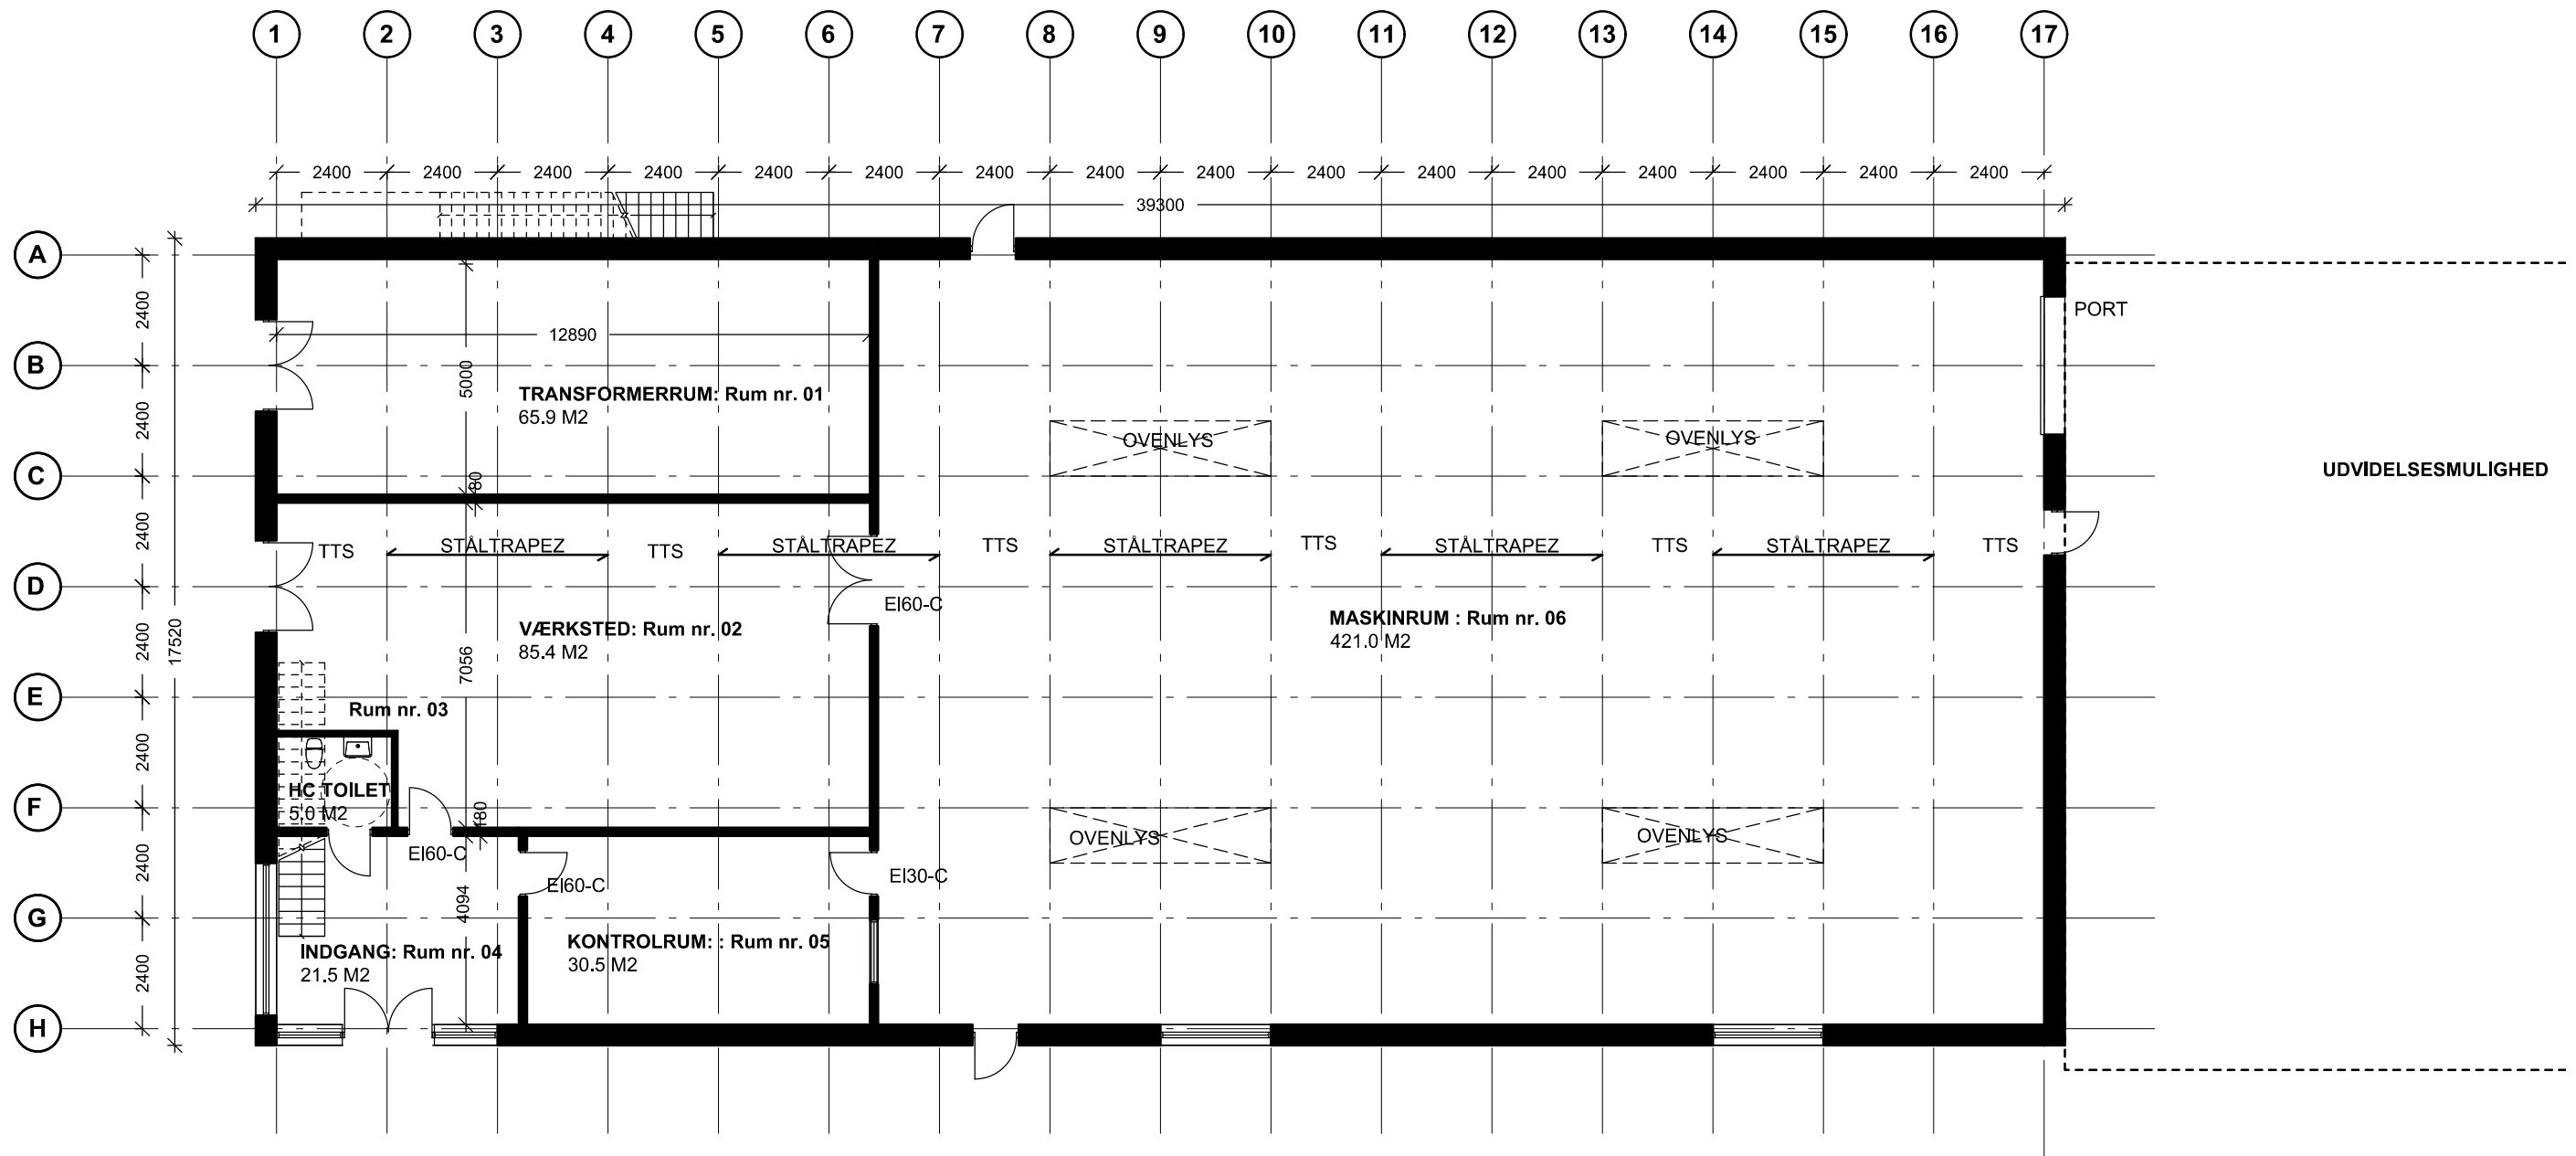 1 2 3 4 5 6 7 8 9 10 11 12 13 14 15 16 17
2400 2400 2400 2400 2400 2400 2400 2400 2400 2400 2400 2400 2400 2400 2400 2400
39300
A
B
C
D
E
F
G
H
2400
2400
2400
2400
2400
2400
2400
17520
12890
5000
TRANSFORMERRUM: Rum nr. 01
65.9 M2
80
OVENLYS
OVENLYS
PORT
UDVIDELSESMULIGHED
TTS STÅLTRAPEZ TTS STÅLTRAPEZ TTS STÅLTRAPEZ TTS STÅLTRAPEZ TTS STÅLTRAPEZ TTS
EI60-C
VÆRKSTED: Rum nr. 02
85.4 M2
MASKINRUM : Rum nr. 06
421.0 M2
7056
Rum nr. 03
HC TOILET
5.0 M2
180
OVENLYS
OVENLYS
EI60-C
EI60-C
EI30-C
4094
INDGANG: Rum nr. 04
21.5 M2
KONTROLRUM: : Rum nr. 05
30.5 M2